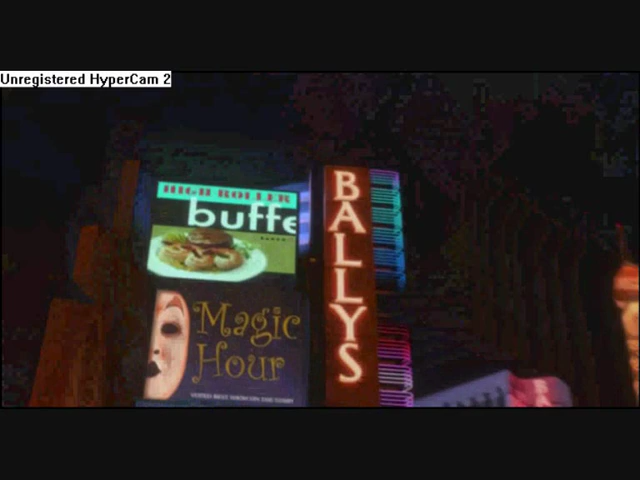 Unregistered HyperCam 2
HIGH ROLLER
buffe
Magic
Hour
BALLYS